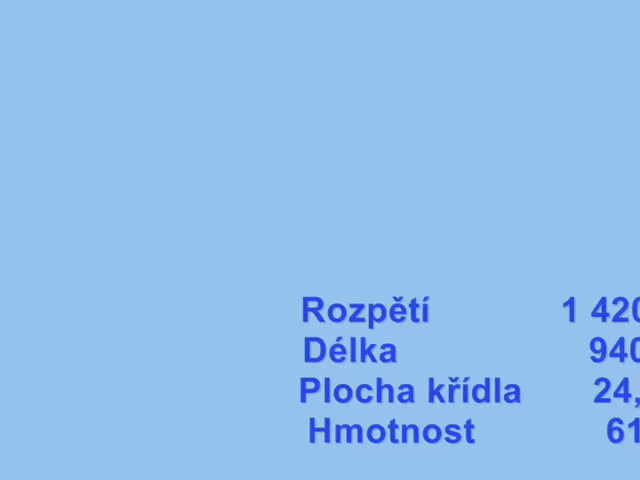 Rozpětí 1 420
Délka 940
Plocha křídla 24,
Hmotnost 61